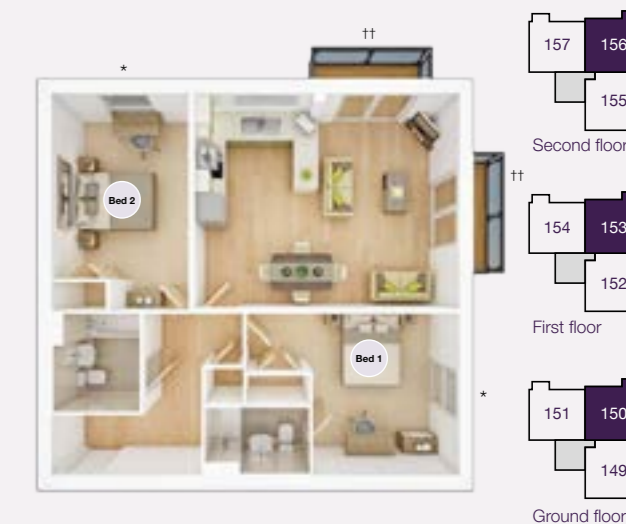 ††
*
Bed 2
††
Bed 1
*
157 156
155
Second floor
154 153
152
First floor
151 150
149
Ground floor